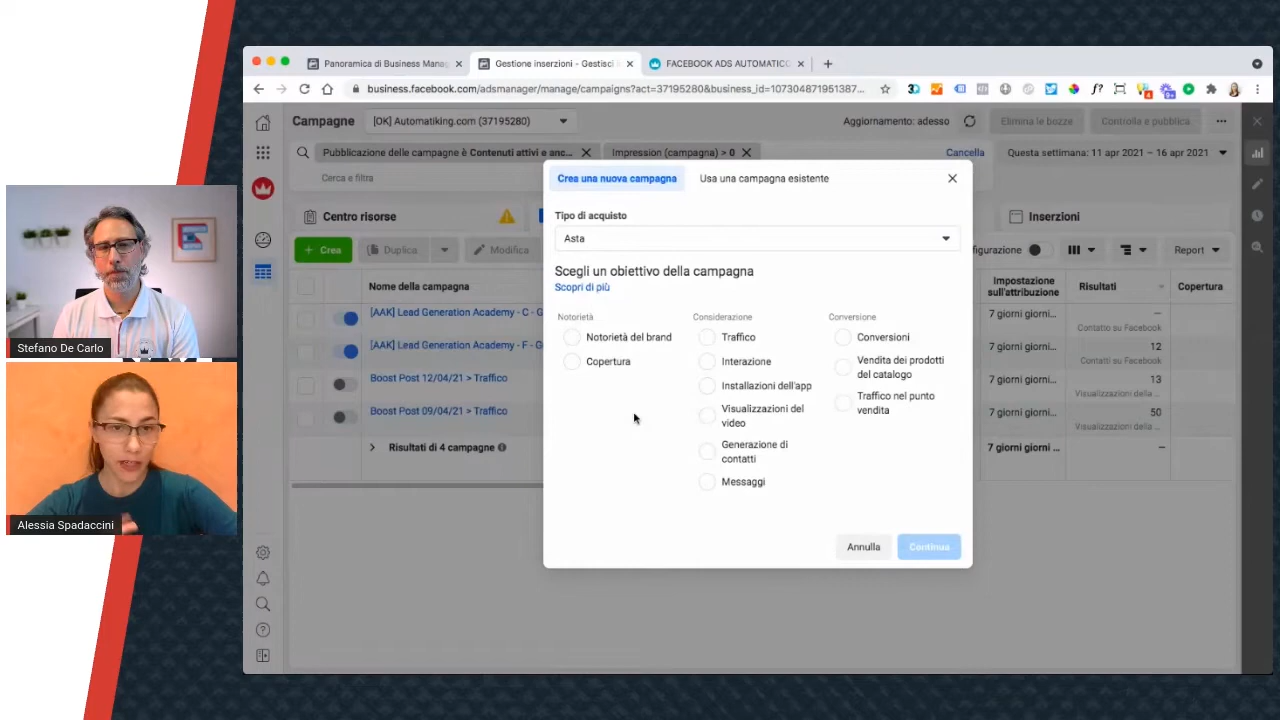 Panoramica di Business Manag
Gestione inserzioni - Gestisci i
FACEBOOK ADS AUTOMATICO
business.facebook.com/adsmanager/manage/campaigns?act=37195280&business_id=107304871951387...
Campagne
[OK] Automatiking.com (37195280)
Aggiornamento: adesso
Elimina le bozze
Controlla e pubblica
Pubblicazione delle campagne è Contenuti attivi e anc...
Impression (campagna) > 0
Cancella
Questa settimana: 11 apr 2021 – 16 apr 2021
Cerca e filtra
Crea una nuova campagna
Usa una campagna esistente
Centro risorse
Inserzioni
Tipo di acquisto
Asta
+ Crea
Duplica
Modifica
figurazione
Report
Scegli un obiettivo della campagna
Scopri di più
Nome della campagna
Impostazione
sull'attribuzione
Risultati
Copertura
Notorietà
Considerazione
Conversione
Notorietà del brand
Copertura
Traffico
Interazione
Installazioni dell'app
Visualizzazioni del
video
Generazione di
contatti
Messaggi
Conversioni
Vendita dei prodotti
del catalogo
Traffico nel punto
vendita
Annulla
Continua
[AAK] Lead Generation Academy - C - G
7 giorni giorni...
—
Contatto su Facebook
[AAK] Lead Generation Academy - F - G
7 giorni giorni...
12
Contatti su Facebook
Boost Post 12/04/21 > Traffico
7 giorni giorni...
13
Visualizzazioni della ...
Boost Post 09/04/21 > Traffico
7 giorni giorni...
50
Visualizzazioni della ...
Risultati di 4 campagne
7 giorni giorni ...
—
Stefano De Carlo
Alessia Spadaccini